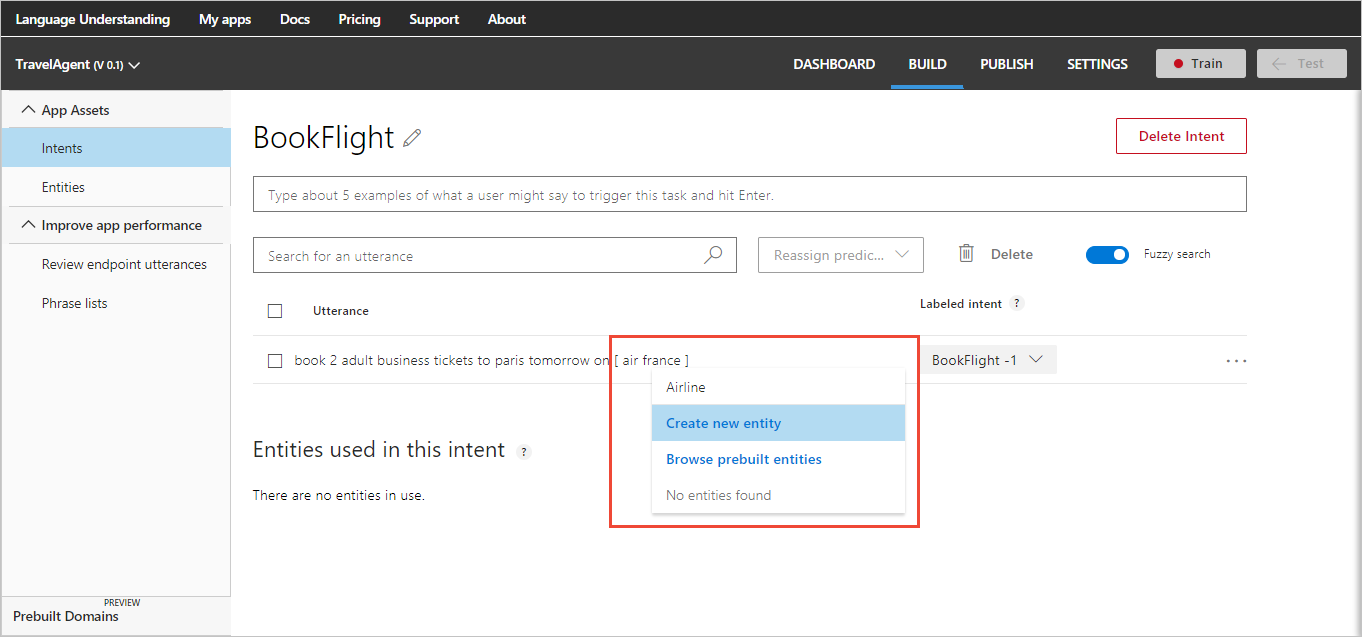 Language Understanding My apps Docs Pricing Support About
TravelAgent (V 0.1) DASHBOARD BUILD PUBLISH SETTINGS Train Test
App Assets
Intents
Entities
Improve app performance
Review endpoint utterances
Phrase lists
PREVIEW
Prebuilt Domains
BookFlight
Delete Intent
Type about 5 examples of what a user might say to trigger this task and hit Enter.
Search for an utterance Reassign predic... Delete Fuzzy search
Utterance Labeled intent ?
book 2 adult business tickets to paris tomorrow on [ air france ] BookFlight -1 ...
Airline
Create new entity
Browse prebuilt entities
No entities found
Entities used in this intent ?
There are no entities in use.